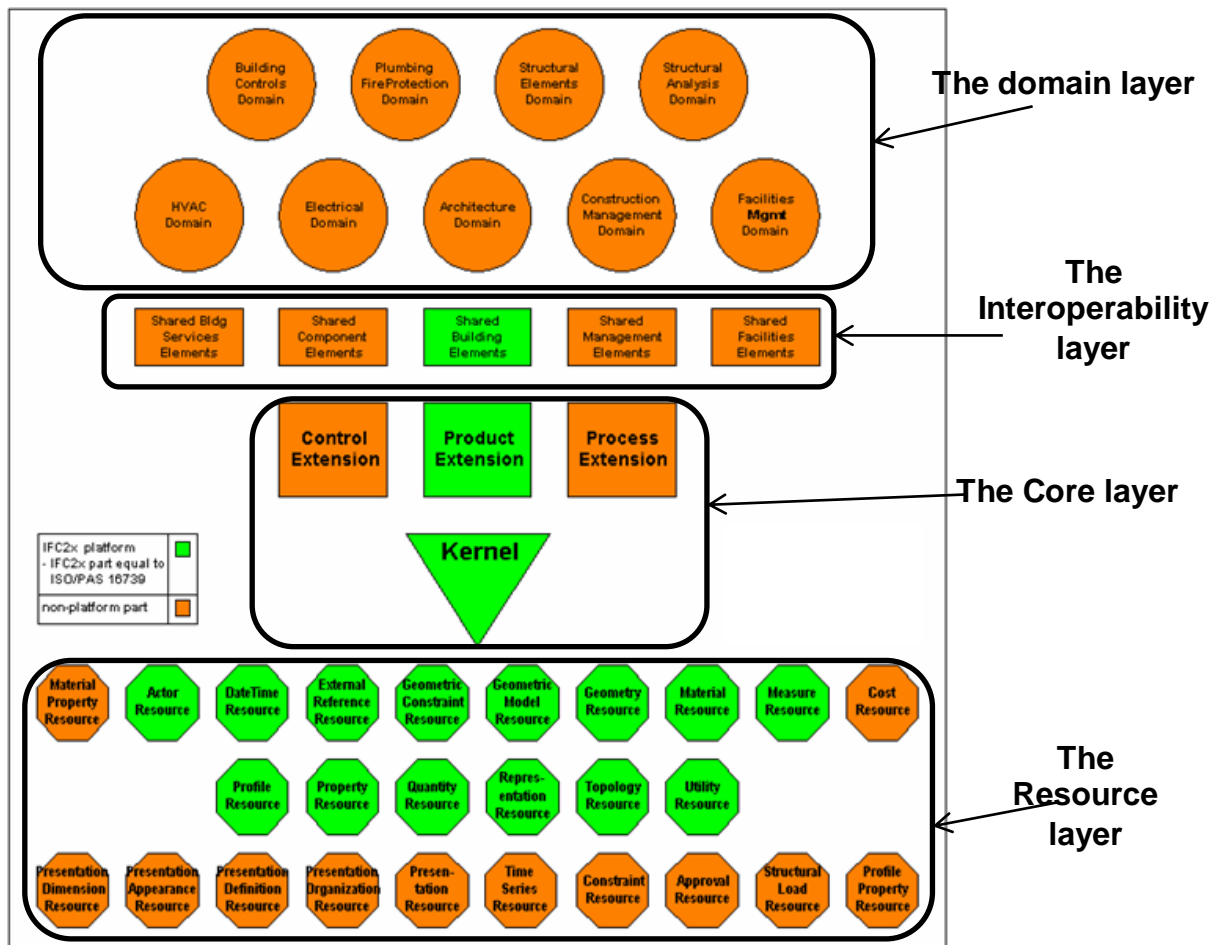 Building
Controls
Domain
Plumbing
FireProtection
Domain
Structural
Elements
Domain
Structural
Analysis
Domain
The domain layer
HVAC
Domain
Electrical
Domain
Architecture
Domain
Construction
Management
Domain
Facilities
Mgmt
Domain
Shared Bldg
Services
Elements
Shared
Component
Elements
Shared
Building
Elements
Shared
Management
Elements
Shared
Facilities
Elements
The
Interoperability
layer
Control
Extension
Product
Extension
Process
Extension
The Core layer
Kernel
IFC2x platform
- IFC2x part equal to
ISO/PAS 16739
non-platform part
Material
Property
Resource
Actor
Resource
DateTime
Resource
External
Reference
Resource
Geometric
Constraint
Resource
Geometric
Model
Resource
Geometry
Resource
Material
Resource
Measure
Resource
Cost
Resource
Profile
Resource
Property
Resource
Quantity
Resource
Repres-
entation
Resource
Topology
Resource
Utility
Resource
The
Resource
layer
Presentation
Dimension
Resource
Presentation
Appearance
Resource
Presentation
Definition
Resource
Presentation
Organization
Resource
Presen-
tation
Resource
Time
Series
Resource
Constraint
Resource
Approval
Resource
Structural
Load
Resource
Profile
Property
Resource